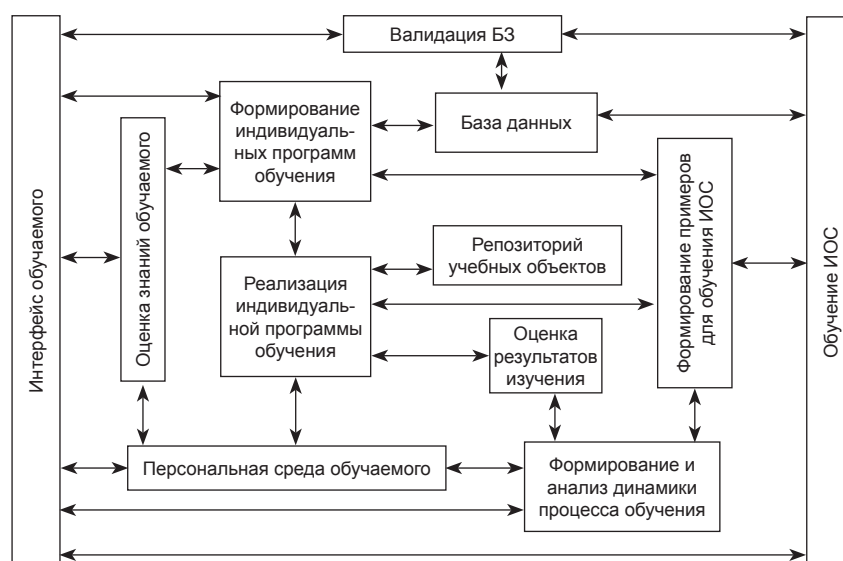 Валидация БЗ
Формирование
индивидуаль-
ных программ
обучения
База данных
Интерфейс обучаемого
Оценка знаний обучаемого
Репозиторий
учебных объектов
Реализация
индивидуаль-
ной программы
обучения
Оценка
результатов
изучения
Формирование примеров
для обучения ИОС
Обучение ИОС
Персональная среда обучаемого
Формирование и
анализ динамики
процесса обучения